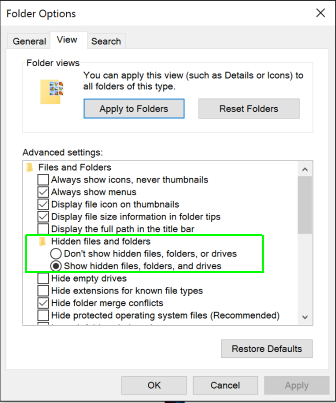 Folder Options
General View Search
Folder views
You can apply this view (such as Details or Icons) to
all folders of this type.
Apply to Folders Reset Folders
Advanced settings:
Files and Folders
Always show icons, never thumbnails
Always show menus
Display file icon on thumbnails
Display file size information in folder tips
Display the full path in the title bar
Hidden files and folders
Don't show hidden files, folders, or drives
Show hidden files, folders, and drives
Hide empty drives
Hide extensions for known file types
Hide folder merge conflicts
Hide protected operating system files (Recommended)
Restore Defaults
OK Cancel Apply